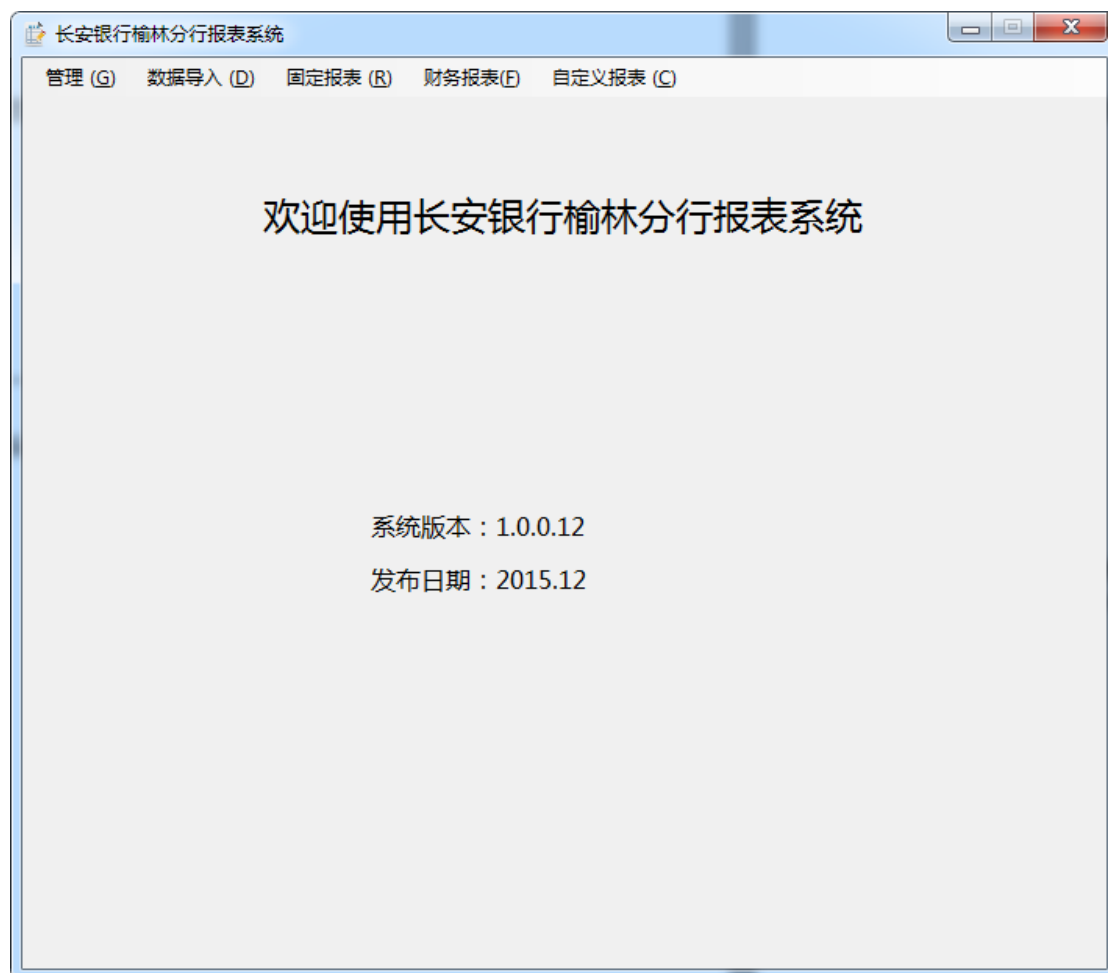 长安银行榆林分行报表系统
管理 (G) 数据导入 (D) 固定报表 (R) 财务报表(F) 自定义报表 (C)
欢迎使用长安银行榆林分行报表系统
系统版本：1.0.0.12
发布日期：2015.12